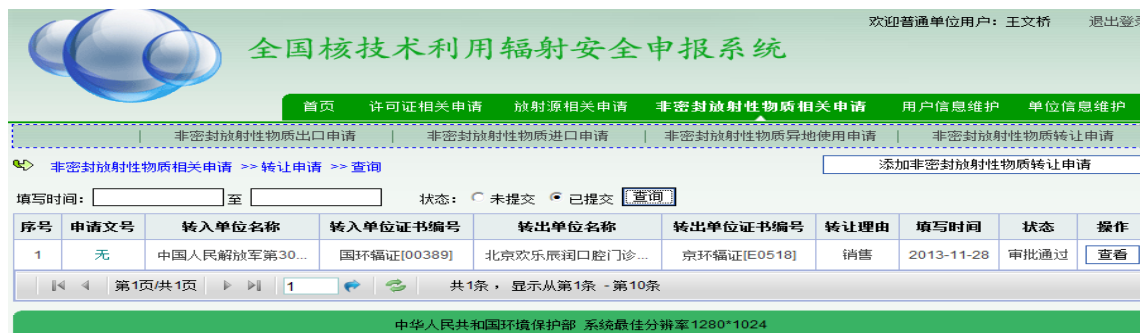 欢迎普通单位用户：王文桥 退出登录
全国核技术利用辐射安全申报系统
首页 许可证相关申请 放射源相关申请 非密封放射性物质相关申请 用户信息维护 单位信息维护
| 非密封放射性物质出口申请 | 非密封放射性物质进口申请 | 非密封放射性物质异地使用申请 | 非密封放射性物质转让申请
非密封放射性物质相关申请 >> 转让申请 >> 查询 添加非密封放射性物质转让申请
填写时间： 至 状态： 未提交 已提交 查询
序号 申请文号 转入单位名称 转入单位证书编号 转出单位名称 转出单位证书编号 转让理由 填写时间 状态 操作
1 无 中国人民解放军第30... 国环辐证[00389] 北京欢乐辰润口腔门诊... 京环辐证[E0518] 销售 2013-11-28 审批通过 查看
第1页/共1页 1 共1条， 显示从第1条 - 第10条
中华人民共和国环境保护部 系统最佳分辨率1280*1024